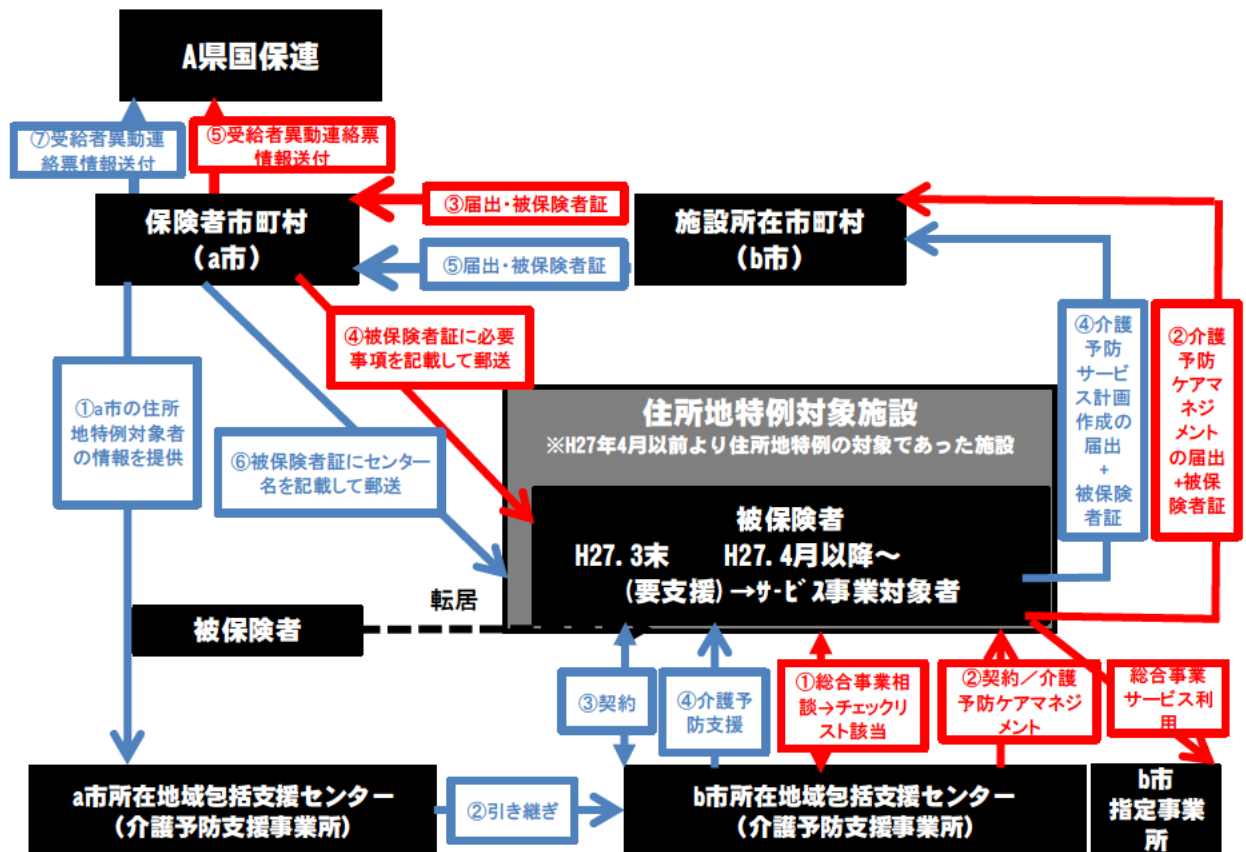 A県国保連
⑦受給者異動連
絡票情報送付
⑤受給者異動連絡票
情報送付
保険者市町村
(a市)
③届出・被保険者証
⑤届出・被保険者証
施設所在市町村
(b市)
④被保険者証に必要
事項を記載して郵送
①a市の住所
地特例対象者
の情報を提供
⑥被保険者証にセンター
名を記載して郵送
住所地特例対象施設
※H27年4月以前より住所地特例の対象であった施設
被保険者
H27.3末 H27.4月以降～
(要支援)→ｻｰﾋﾞｽ事業対象者
④介護
予防
サービ
ス計画
作成の
届出
+
被保険
者証
②介護
予防
ケアマ
ネジ
メント
の届出
+被保
険者証
転居
被保険者
③契約
④介護予
防支援
①総合事業相
談→チェックリ
スト該当
②契約／介護
予防ケアマネジ
メント
総合事業
サービス利
用
a市所在地域包括支援センター
(介護予防支援事業所)
②引き継ぎ
b市所在地域包括支援センター
(介護予防支援事業所)
b市
指定事業
所